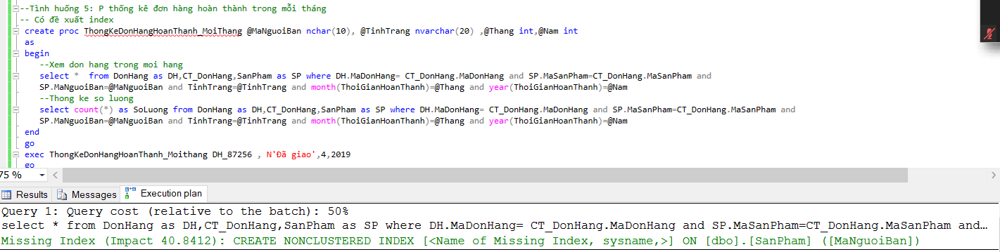 --Tình huống 5: P thống kê đơn hàng hoàn thành trong mỗi tháng
-- Có đề xuất index
create proc ThongKeDonHangHoanThanh_MoiThang @MaNguoiBan nchar(10), @TinhTrang nvarchar(20) ,@Thang int,@Nam int
as
begin
--Xem don hang trong moi hang
select *  from DonHang as DH,CT_DonHang,SanPham as SP where DH.MaDonHang= CT_DonHang.MaDonHang and SP.MaSanPham=CT_DonHang.MaSanPham and
SP.MaNguoiBan=@MaNguoiBan and TinhTrang=@TinhTrang and month(ThoiGianHoanThanh)=@Thang and year(ThoiGianHoanThanh)=@Nam
--Thong ke so luong
select count(*) as SoLuong from DonHang as DH,CT_DonHang,SanPham as SP where DH.MaDonHang= CT_DonHang.MaDonHang and SP.MaSanPham=CT_DonHang.MaSanPham and
SP.MaNguoiBan=@MaNguoiBan and TinhTrang=@TinhTrang and month(ThoiGianHoanThanh)=@Thang and year(ThoiGianHoanThanh)=@Nam
end
go
exec ThongKeDonHangHoanThanh_Moithang DH_87256 , N'Đã giao',4,2019
go
75 %
Results Messages Execution plan
Query 1: Query cost (relative to the batch): 50%
select * from DonHang as DH,CT_DonHang,SanPham as SP where DH.MaDonHang= CT_DonHang.MaDonHang and SP.MaSanPham=CT_DonHang.MaSanPham and…
Missing Index (Impact 40.8412): CREATE NONCLUSTERED INDEX [<Name of Missing Index, sysname,>] ON [dbo].[SanPham] ([MaNguoiBan])